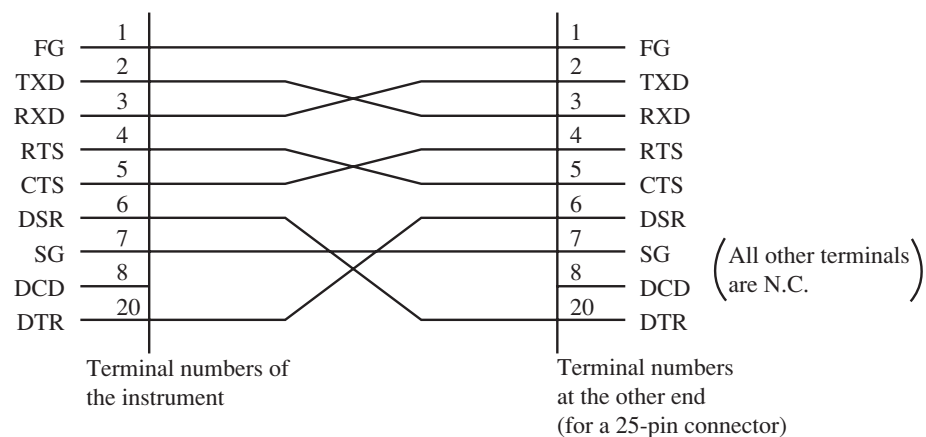 FG 1 1 FG
TXD 2 2 TXD
RXD 3 3 RXD
RTS 4 4 RTS
CTS 5 5 CTS
DSR 6 6 DSR
SG 7 7 SG
DCD 8 8 DCD
DTR 20 20 DTR
(All other terminals
are N.C.)
Terminal numbers of
the instrument
Terminal numbers
at the other end
(for a 25-pin connector)